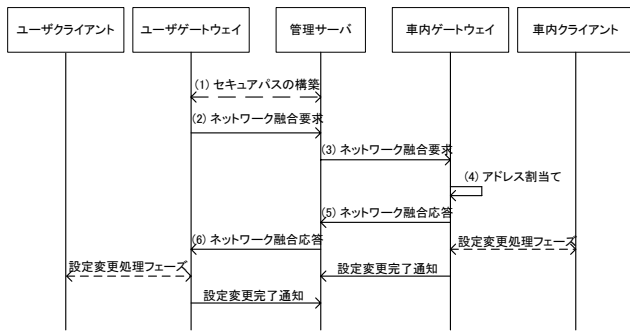 ユーザクライアント
ユーザゲートウェイ
管理サーバ
車内ゲートウェイ
車内クライアント
(1) セキュアパスの構築
(2) ネットワーク融合要求
(3) ネットワーク融合要求
(4) アドレス割当て
(5) ネットワーク融合応答
(6) ネットワーク融合応答
設定変更処理フェーズ
設定変更処理フェーズ
設定変更完了通知
設定変更完了通知